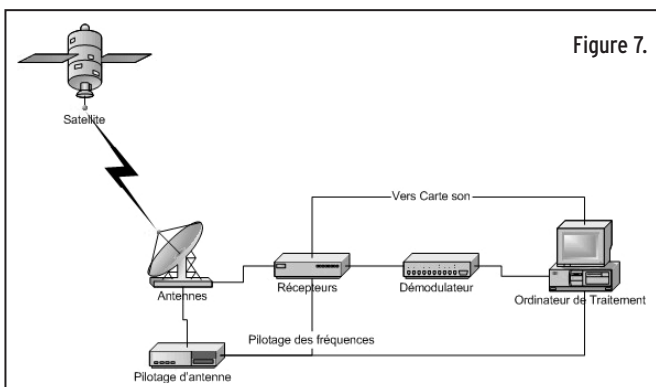 Figure 7.
Satellite
Vers Carte son
Antennes
Récepteurs
Démodulateur
Ordinateur de Traitement
Pilotage des fréquences
Pilotage d'antenne